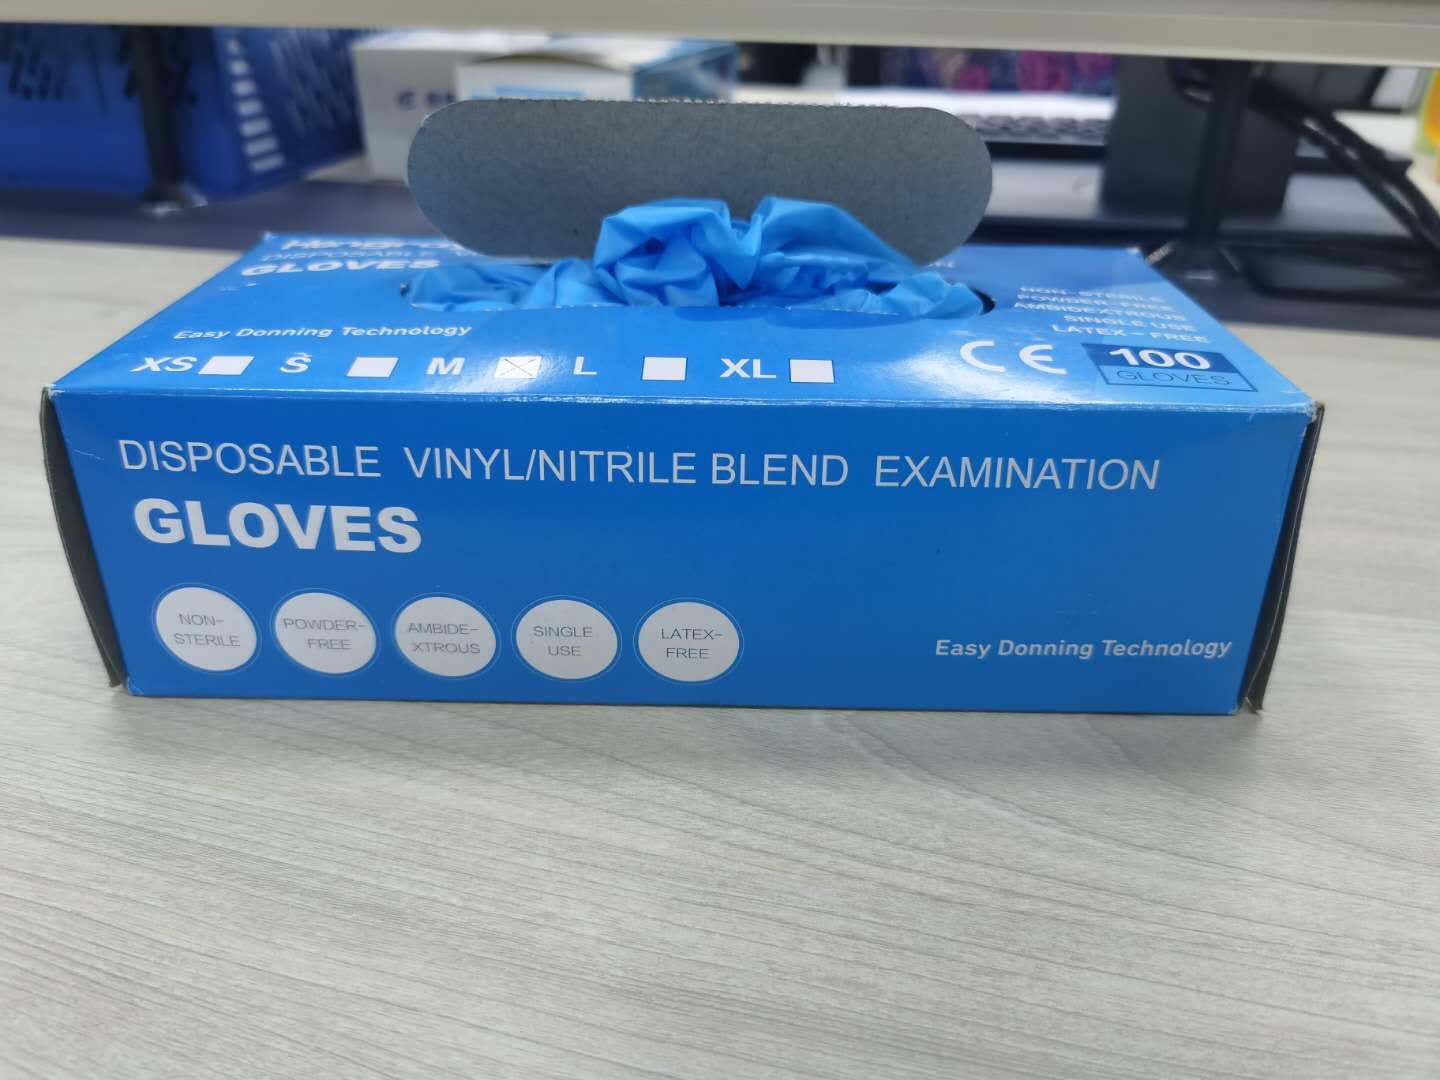 GLOVES
Easy Donning Technology
XS S M L XL
NON-STERILE
POWDER-FREE
AMBIDEXTROUS
SINGLE USE
LATEX-FREE
CE
100
GLOVES
DISPOSABLE VINYL/NITRILE BLEND EXAMINATION
GLOVES
NON-
STERILE
POWDER-
FREE
AMBIDE-
XTROUS
SINGLE
USE
LATEX-
FREE
Easy Donning Technology